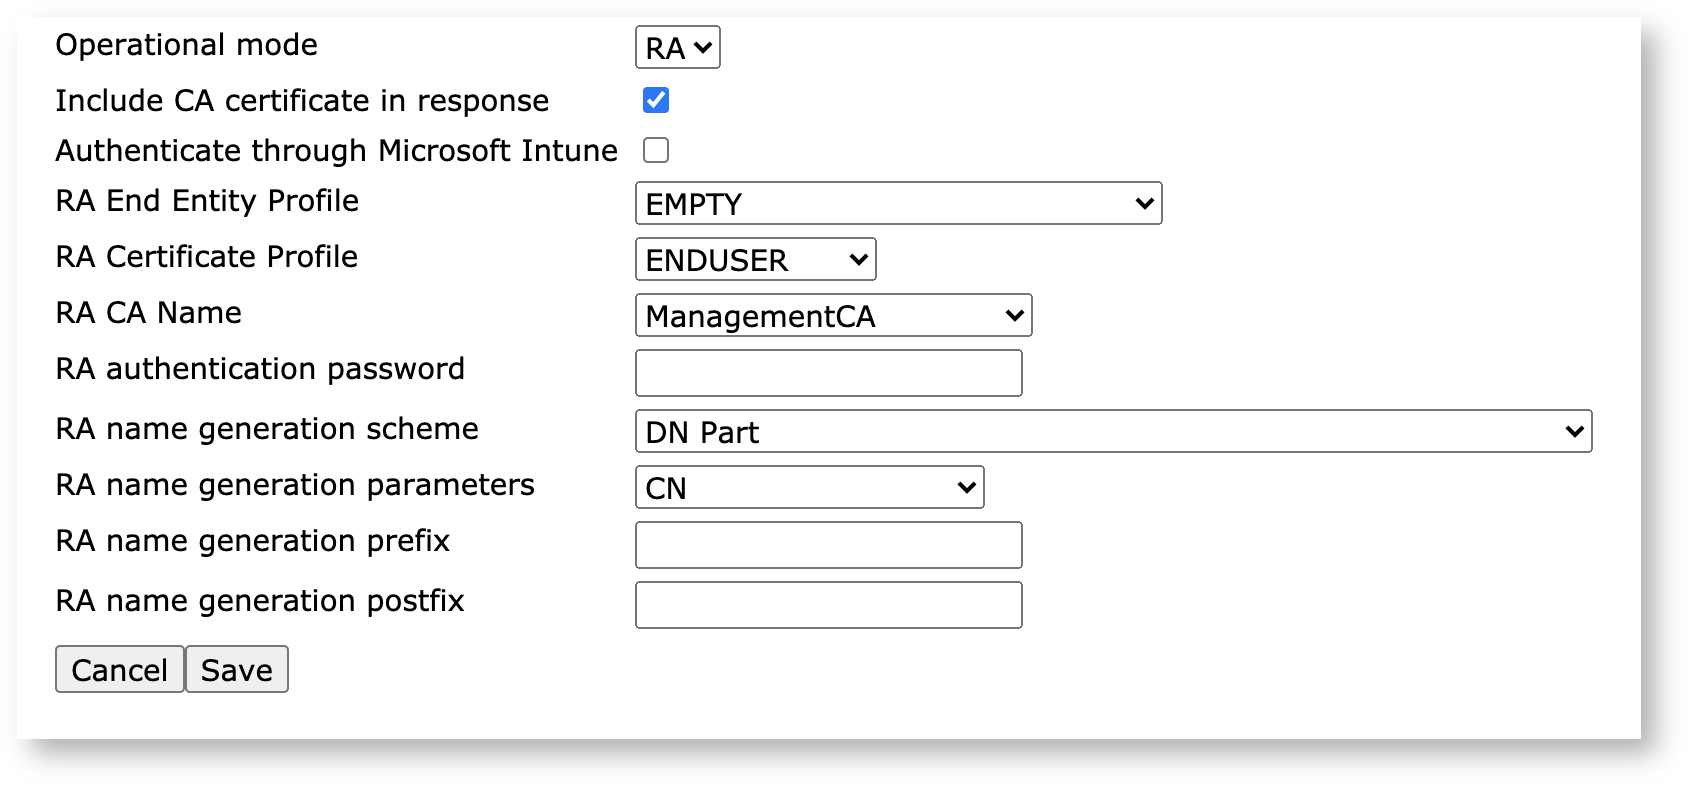 Operational mode RA
Include CA certificate in response
Authenticate through Microsoft Intune
RA End Entity Profile EMPTY
RA Certificate Profile ENDUSER
RA CA Name ManagementCA
RA authentication password
RA name generation scheme DN Part
RA name generation parameters CN
RA name generation prefix
RA name generation postfix
Cancel Save